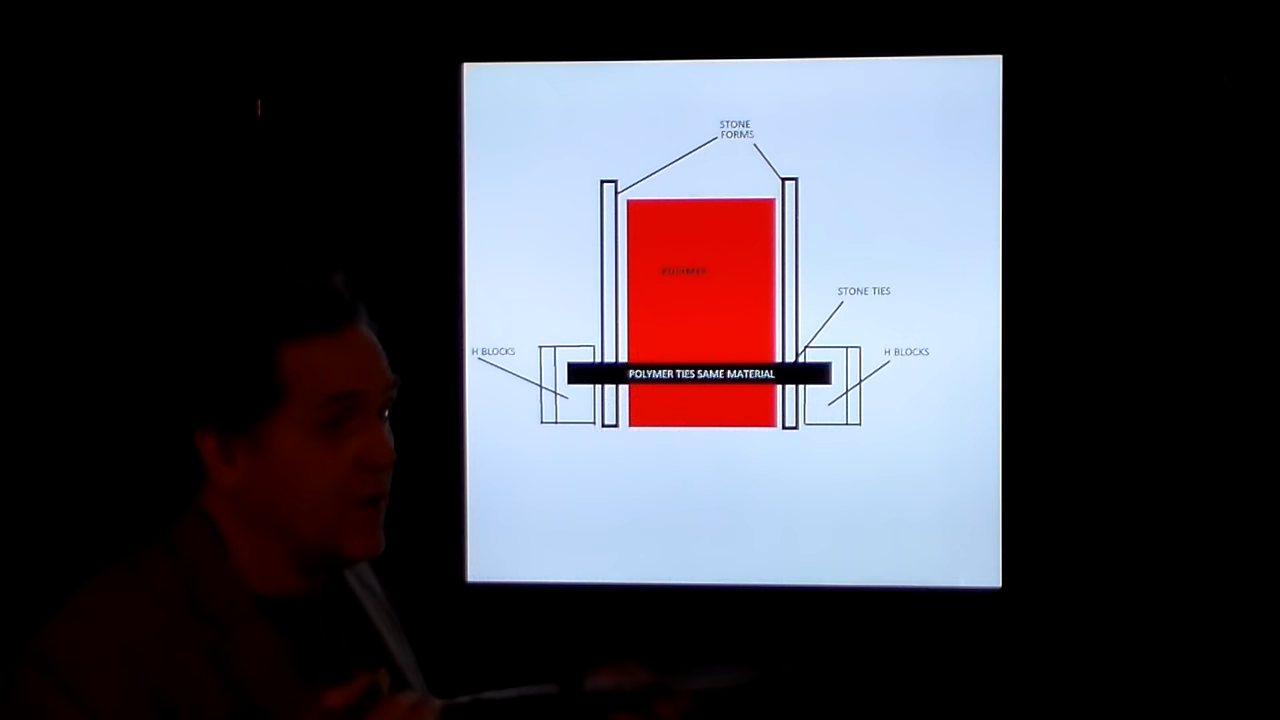 STONE
FORMS
POLYMER
STONE TIES
H BLOCKS
H BLOCKS
POLYMER TIES SAME MATERIAL